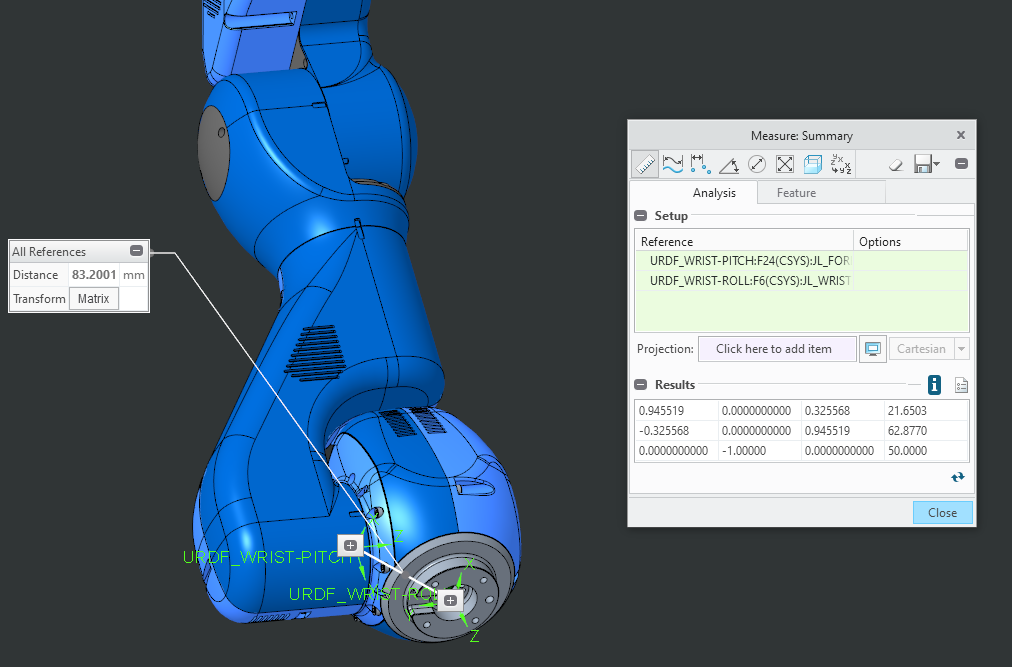 Measure: Summary
Analysis
Feature
Setup
Reference Options
URDF_WRIST-PITCH:F24(CSYS):JL_FOR
URDF_WRIST-ROLL:F6(CSYS):JL_WRIST
Projection: Click here to add item Cartesian
Results
0.945519 0.0000000000 0.325568 21.6503
-0.325568 0.0000000000 0.945519 62.8770
0.0000000000 -1.00000 0.0000000000 50.0000
Close
All References
Distance 83.2001 mm
Transform Matrix
Z
URDF_WRIST-PITCH
X
URDF_WRIST-ROLL
Z